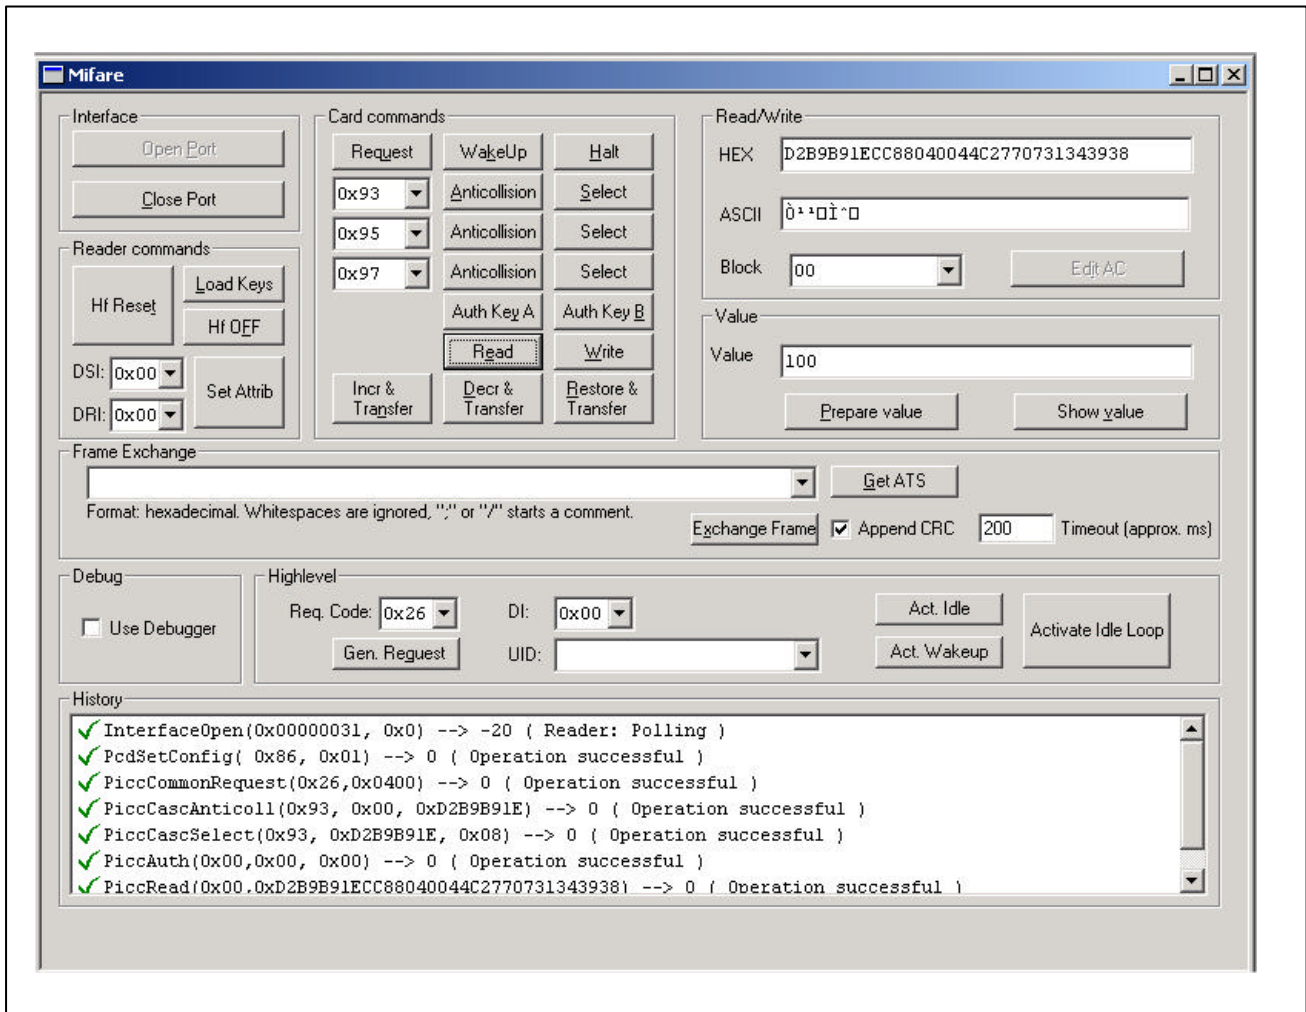 Mifare
Interface
Open Port
Close Port
Reader commands
Hf Reset
Load Keys
Hf OFF
DSI: 0x00
DRI: 0x00
Set Attrib
Card commands
Request WakeUp Halt
0x93 Anticollision Select
0x95 Anticollision Select
0x97 Anticollision Select
Auth Key A Auth Key B
Read Write
Incr & Transfer Decr & Transfer Restore & Transfer
Read/Write
HEX D2B9B91ECC88040044C2770731343938
ASCII Ò¹¹□Ì^□
Block 00 Edit AC
Value
Value 100
Prepare value Show value
Frame Exchange
Get ATS
Format: hexadecimal. Whitespaces are ignored, ";" or "/" starts a comment.
Exchange Frame Append CRC 200 Timeout (approx. ms)
Debug
Use Debugger
Highlevel
Req. Code: 0x26 DI: 0x00 Act. Idle
Gen. Reguest UID: Act. Wakeup
Activate Idle Loop
History
InterfaceOpen(0x00000031, 0x0) --> -20 ( Reader: Polling )
PcdSetConfig( 0x86, 0x01) --> 0 ( Operation successful )
PiccCommonRequest(0x26,0x0400) --> 0 ( Operation successful )
PiccCascAnticoll(0x93, 0x00, 0xD2B9B91E) --> 0 ( Operation successful )
PiccCascSelect(0x93, 0xD2B9B91E, 0x08) --> 0 ( Operation successful )
PiccAuth(0x00,0x00, 0x00) --> 0 ( Operation successful )
PiccRead(0x00,0xD2B9B91ECC88040044C2770731343938) --> 0 ( Operation successful )